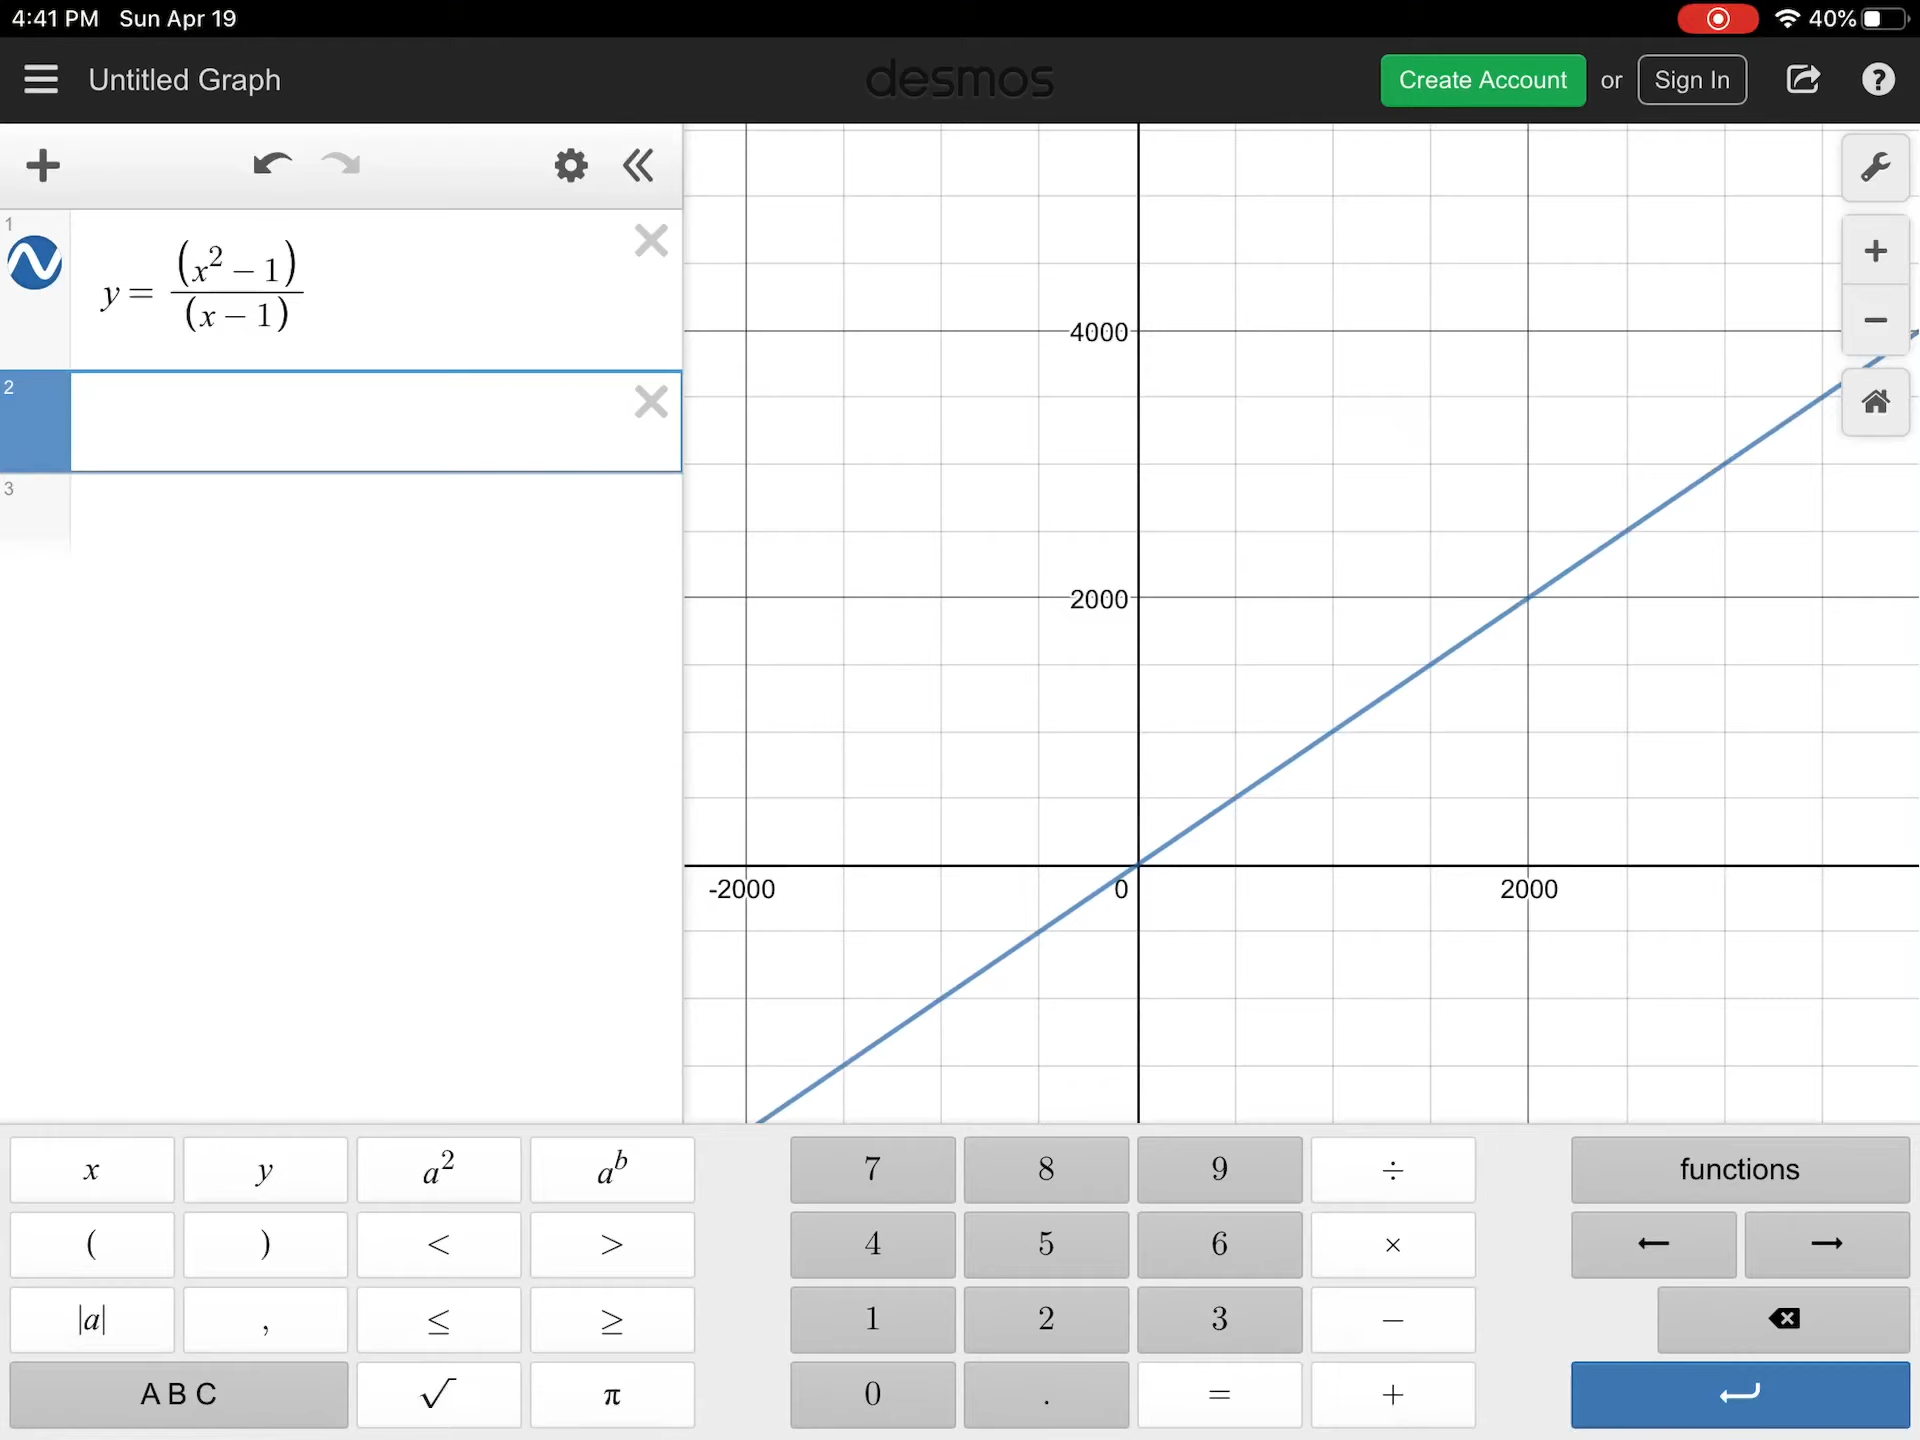 4:41 PM Sun Apr 19 40%
Untitled Graph desmos Create Account or Sign In ?
1
y = (x² − 1) / (x − 1)
2
3
4000
2000
-2000 0 2000
x y a² aᵇ 7 8 9 ÷ functions
( ) < > 4 5 6 × ← →
|a| , ≤ ≥ 1 2 3 −
A B C √ π 0 . = +